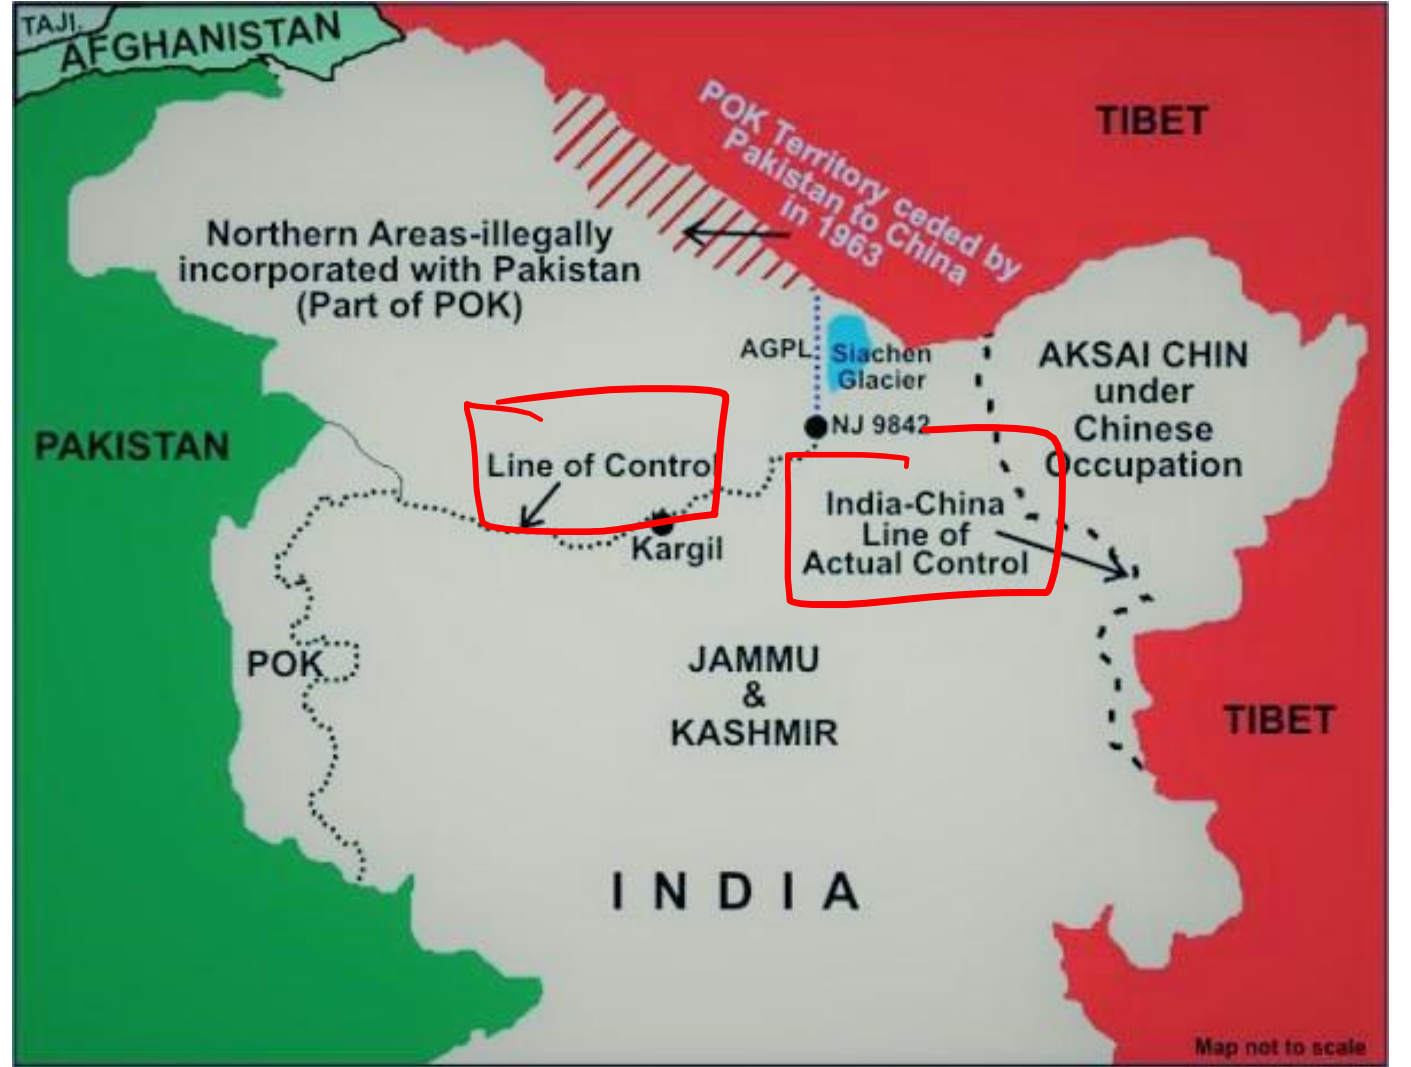 TAJI.
AFGHANISTAN
TIBET
POK Territory ceded by
Pakistan to China
in 1963
Northern Areas-illegally
incorporated with Pakistan
(Part of POK)
AGPL
Siachen
Glacier
AKSAI CHIN
under
Chinese
Occupation
NJ 9842
PAKISTAN
Line of Control
India-China
Line of
Actual Control
Kargil
POK
JAMMU
&
KASHMIR
TIBET
INDIA
Map not to scale